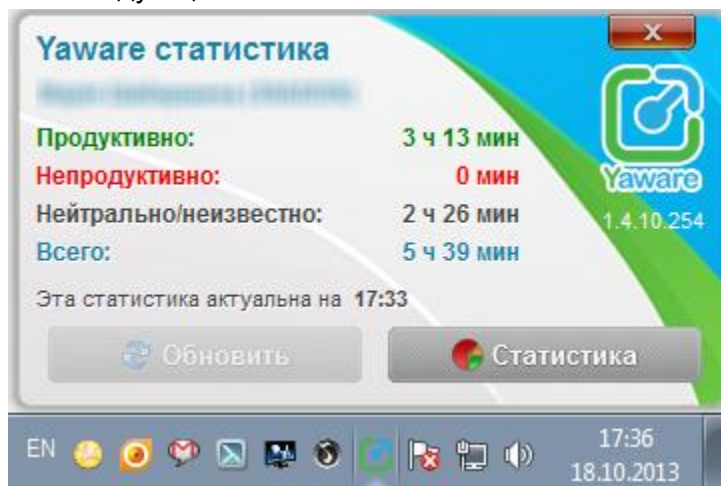 Yaware статистика
Продуктивно: 3 ч 13 мин
Непродуктивно: 0 мин
Yaware
Нейтрально/неизвестно: 2 ч 26 мин
1.4.10.254
Всего: 5 ч 39 мин
Эта статистика актуальна на 17:33
Обновить
Статистика
EN
17:36
18.10.2013